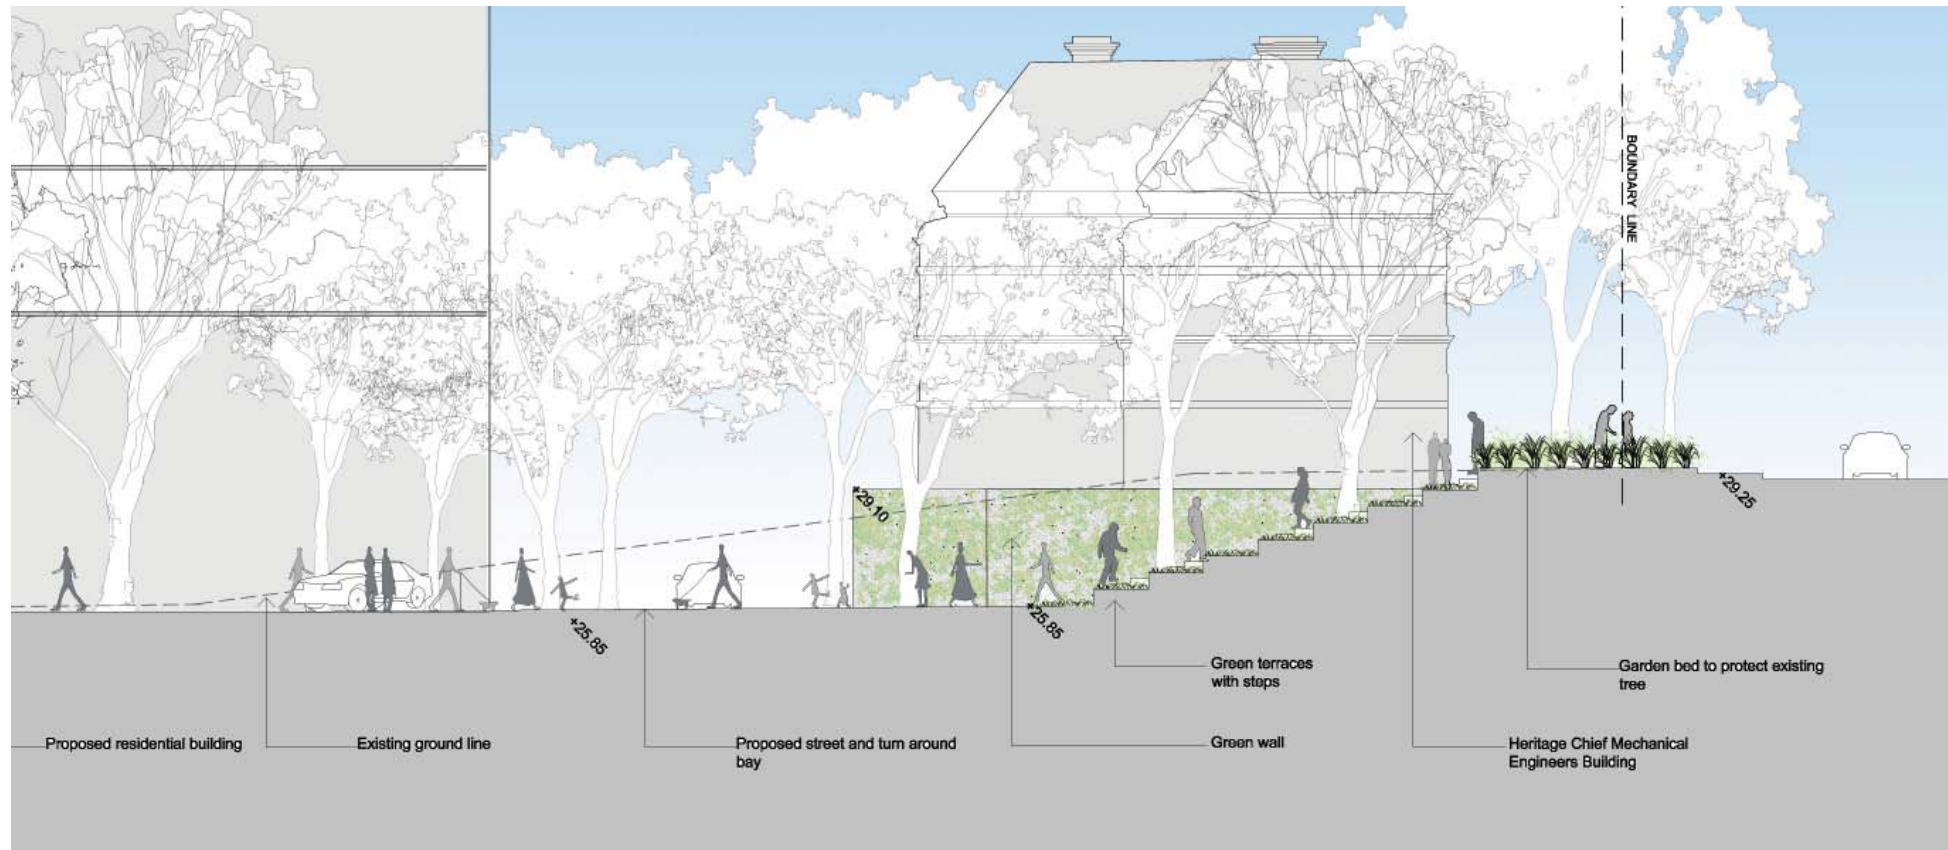 BOUNDARY LINE
+29.10
+29.25
+25.85
+25.85
Green terraces
with steps
Garden bed to protect existing
tree
Proposed residential building
Existing ground line
Proposed street and turn around
bay
Green wall
Heritage Chief Mechanical
Engineers Building